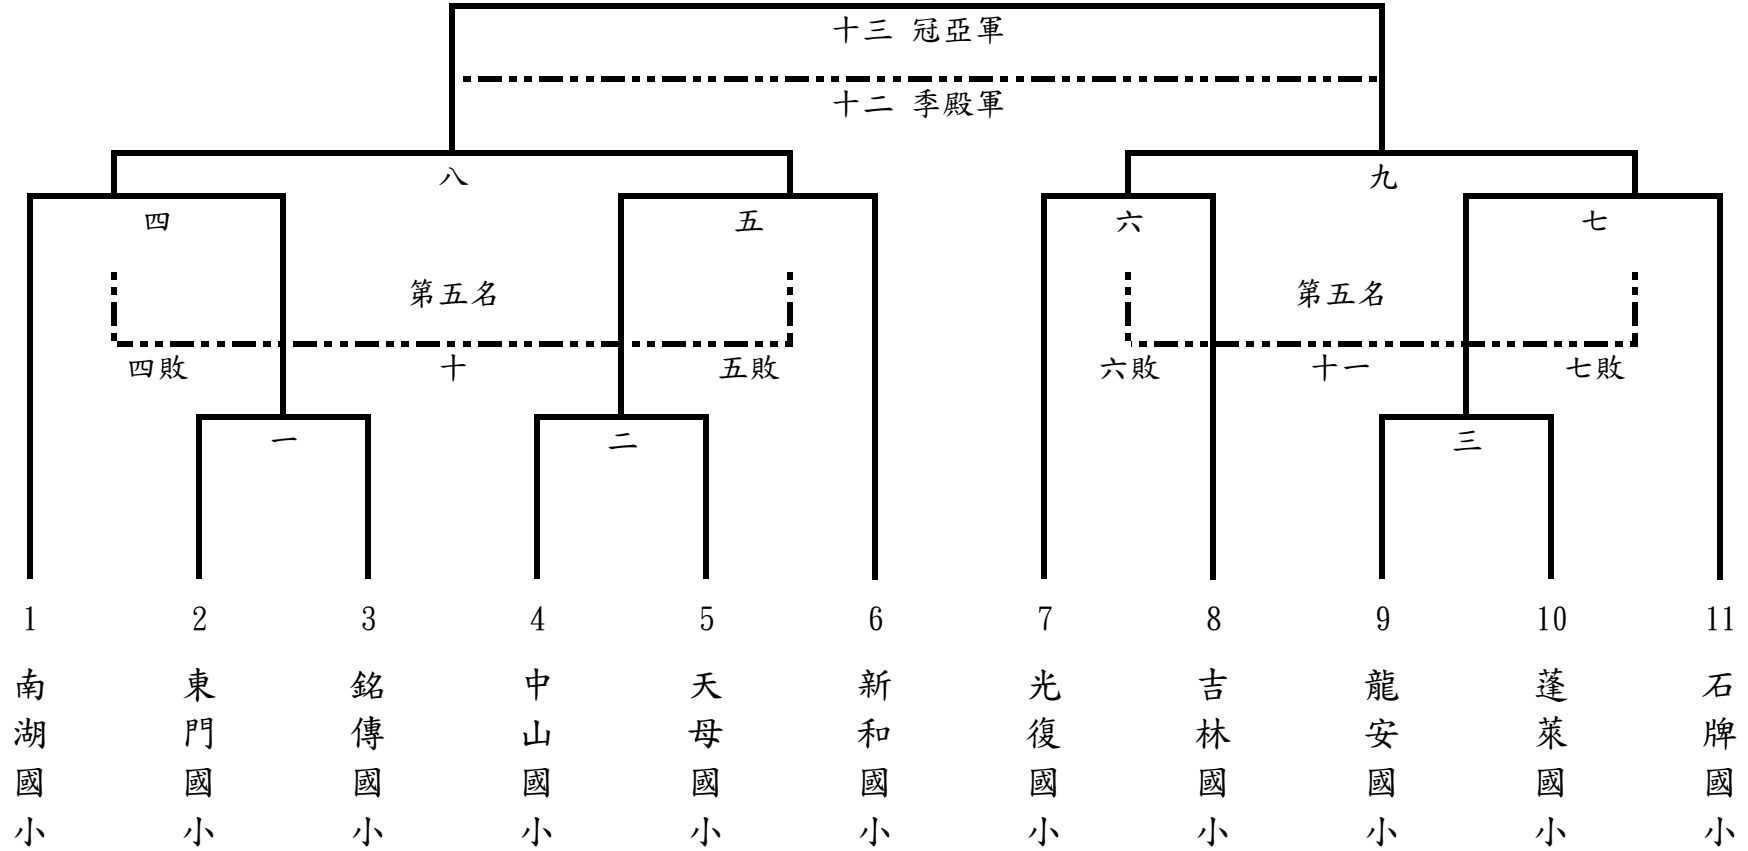 十三 冠亞軍
十二 季殿軍
八
九
四
五
六
七
第五名
第五名
四敗
十
五敗
六敗
十一
七敗
一
二
三
1
2
3
4
5
6
7
8
9
10
11
南湖國小
東門國小
銘傳國小
中山國小
天母國小
新和國小
光復國小
吉林國小
龍安國小
蓬萊國小
石牌國小